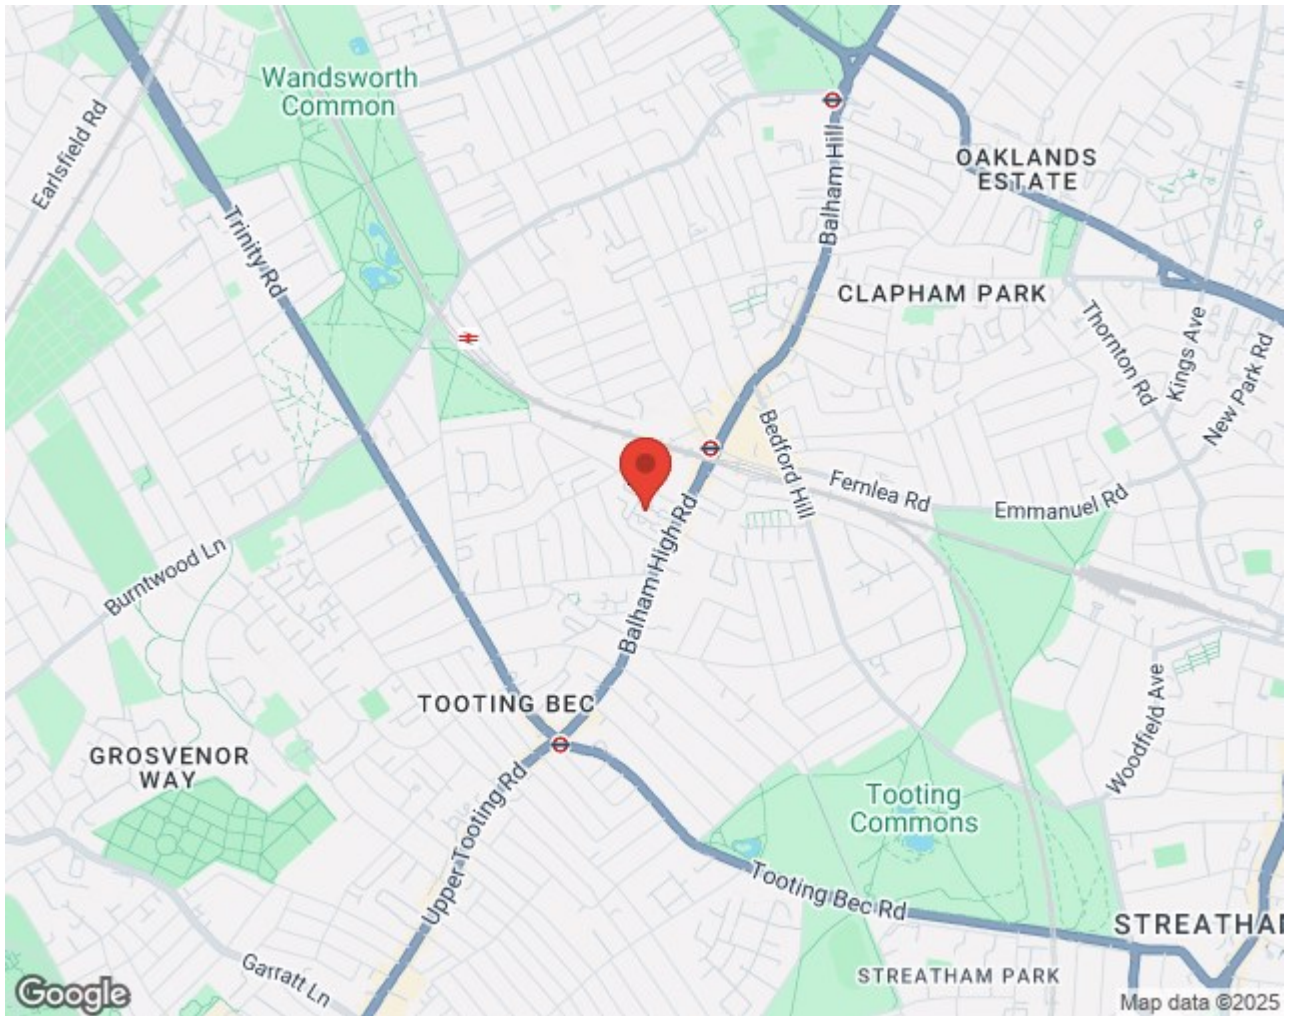 Wandsworth
Common
Earlsfield Rd
Balham Hill
OAKLANDS
ESTATE
Trinity Rd
CLAPHAM PARK
Thornton Rd
Kings Ave
New Park Rd
Bedford Hill
Fernlea Rd
Emmanuel Rd
Balham High Rd
Burntwood Ln
TOOTING BEC
Woodfield Ave
GROSVENOR
WAY
Tooting
Commons
Upper Tooting Rd
Tooting Bec Rd
STREATHA
Garratt Ln
STREATHAM PARK
Google
Map data ©2025